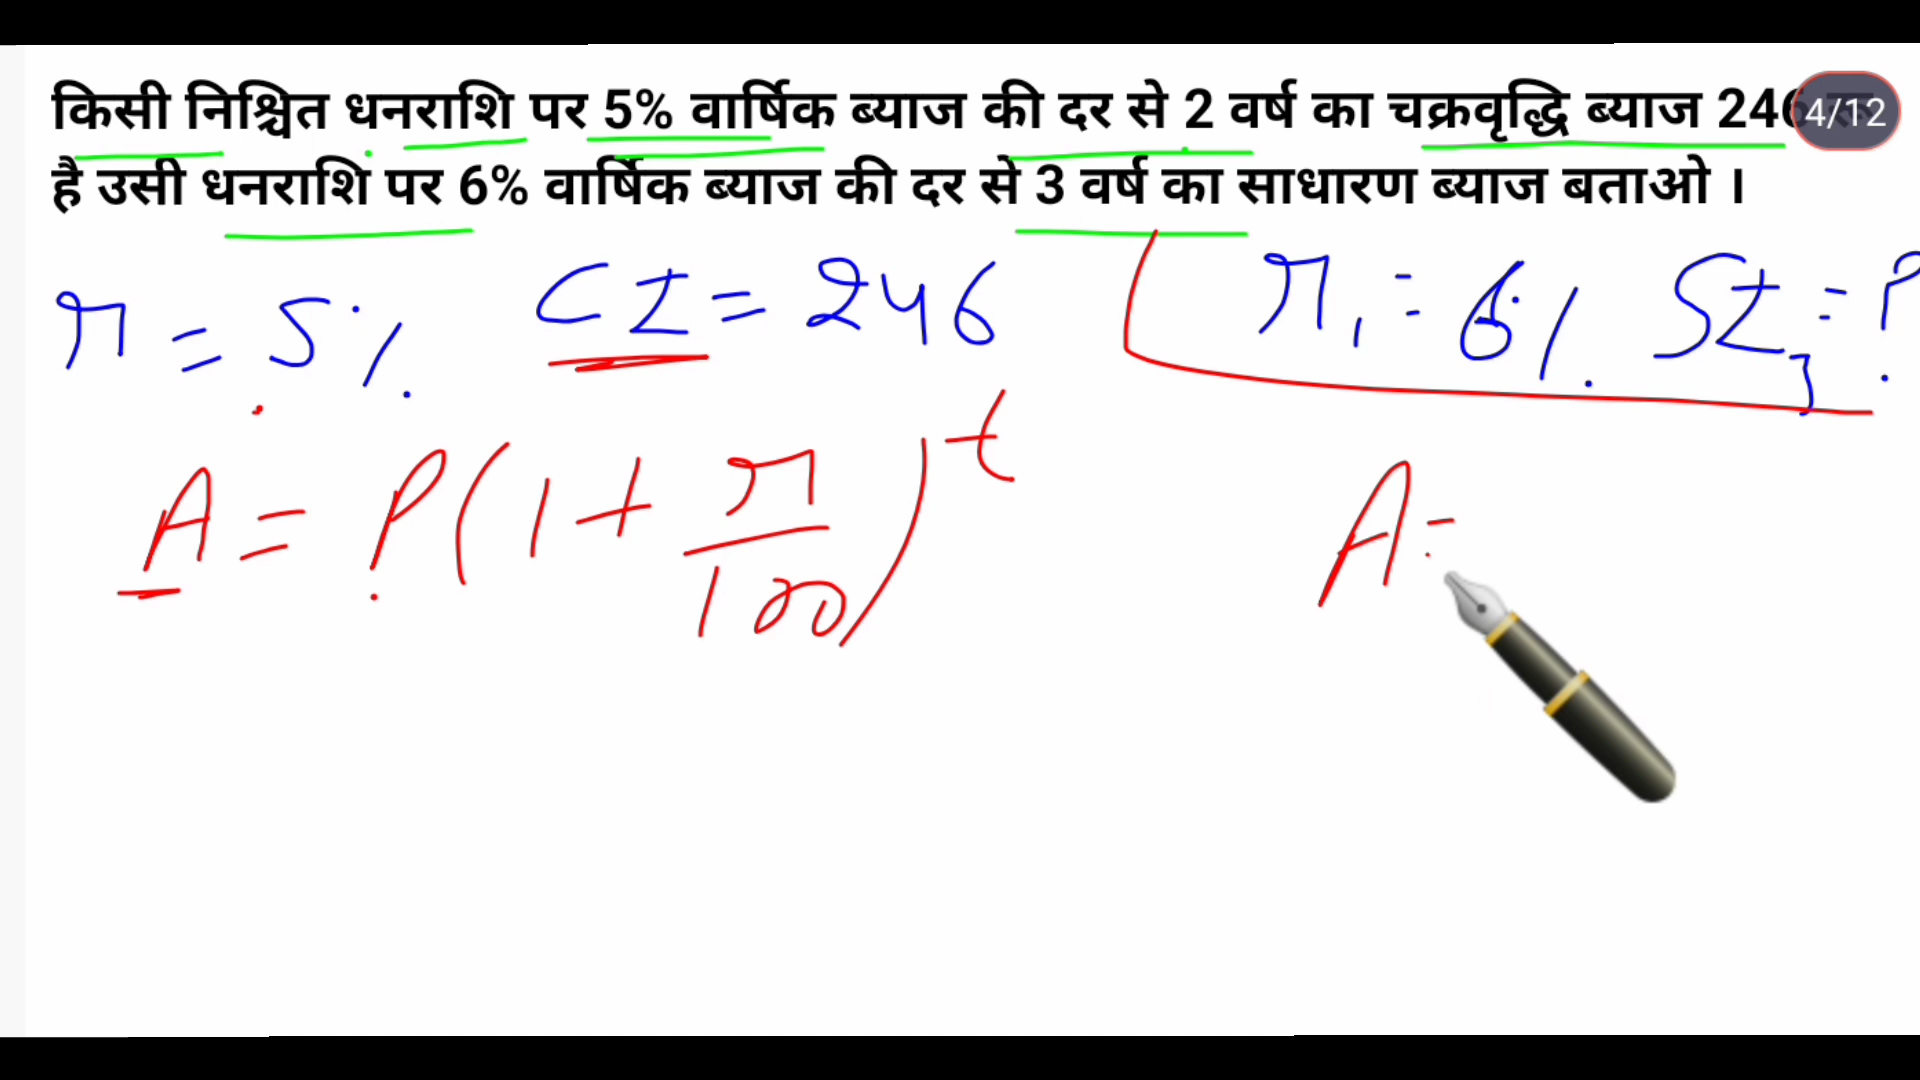 किसी निश्चित धनराशि पर 5% वार्षिक ब्याज की दर से 2 वर्ष का चक्रवृद्धि ब्याज 246
4/12
है उसी धनराशि पर 6% वार्षिक ब्याज की दर से 3 वर्ष का साधारण ब्याज बताओ ।
r = 5% CI = 246 r₁ = 6% SI₃ = ?
A = P(1 + r/100)^t A =